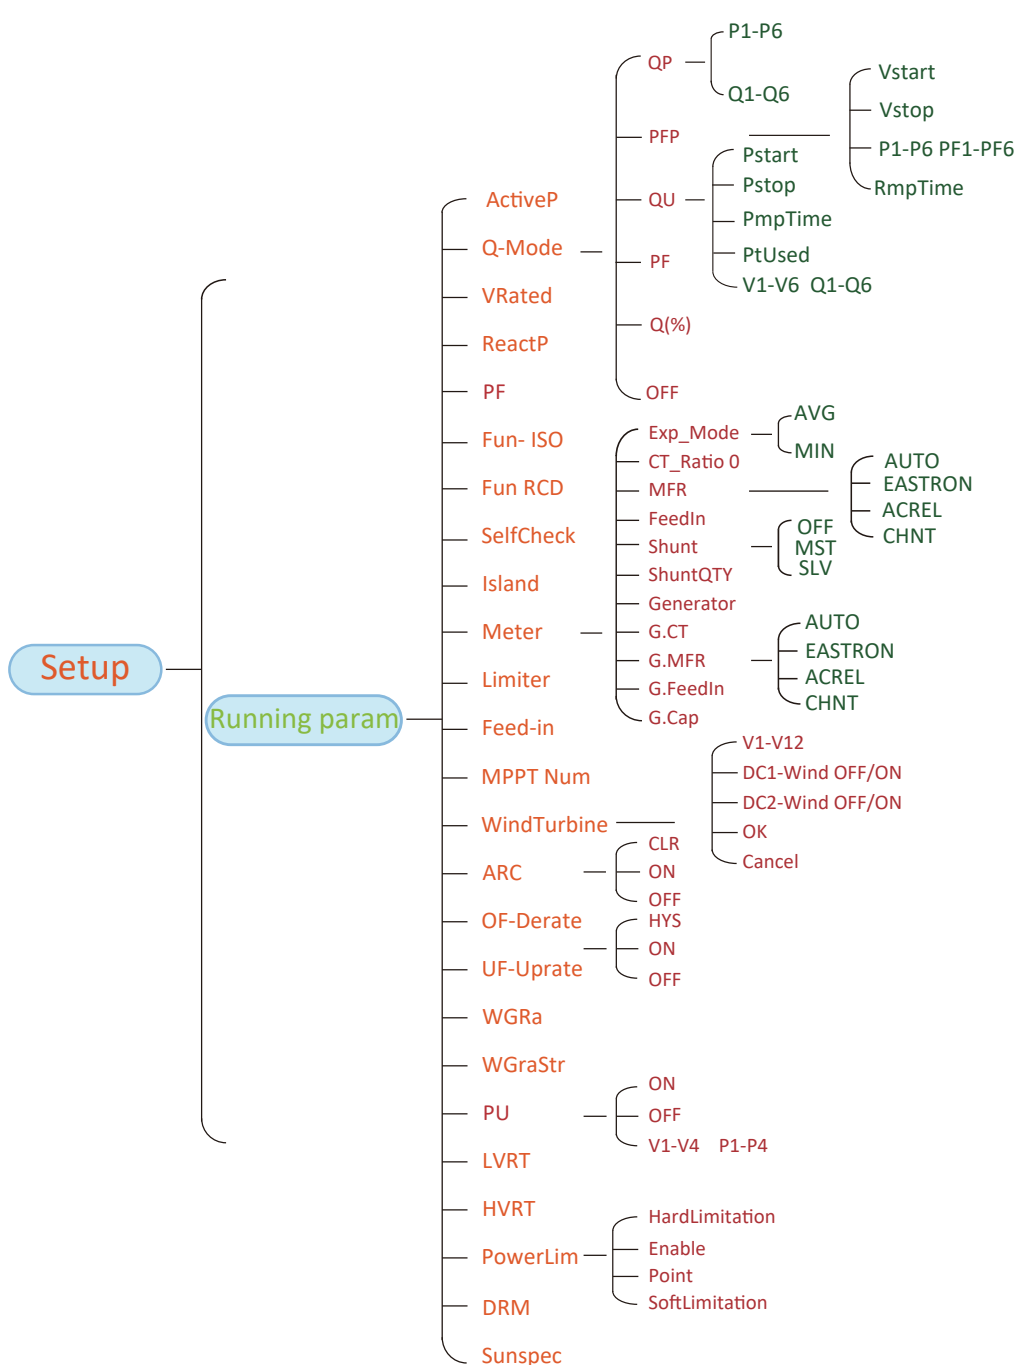 Setup
Running param
ActiveP
Q-Mode
QP
P1-P6
Q1-Q6
PFP
Vstart
Vstop
P1-P6 PF1-PF6
RmpTime
QU
Pstart
Pstop
PmpTime
PtUsed
V1-V6 Q1-Q6
PF
Q(%)
OFF
VRated
ReactP
PF
Fun- ISO
Fun RCD
SelfCheck
Island
Meter
Exp_Mode
AVG
MIN
CT_Ratio 0
MFR
AUTO
EASTRON
ACREL
CHNT
FeedIn
Shunt
OFF
MST
SLV
ShuntQTY
Generator
G.CT
G.MFR
AUTO
EASTRON
ACREL
CHNT
G.FeedIn
G.Cap
Limiter
Feed-in
MPPT Num
WindTurbine
V1-V12
DC1-Wind OFF/ON
DC2-Wind OFF/ON
OK
Cancel
ARC
CLR
ON
OFF
OF-Derate
UF-Uprate
HYS
ON
OFF
WGRa
WGraStr
PU
ON
OFF
V1-V4 P1-P4
LVRT
HVRT
PowerLim
HardLimitation
Enable
Point
SoftLimitation
DRM
Sunspec